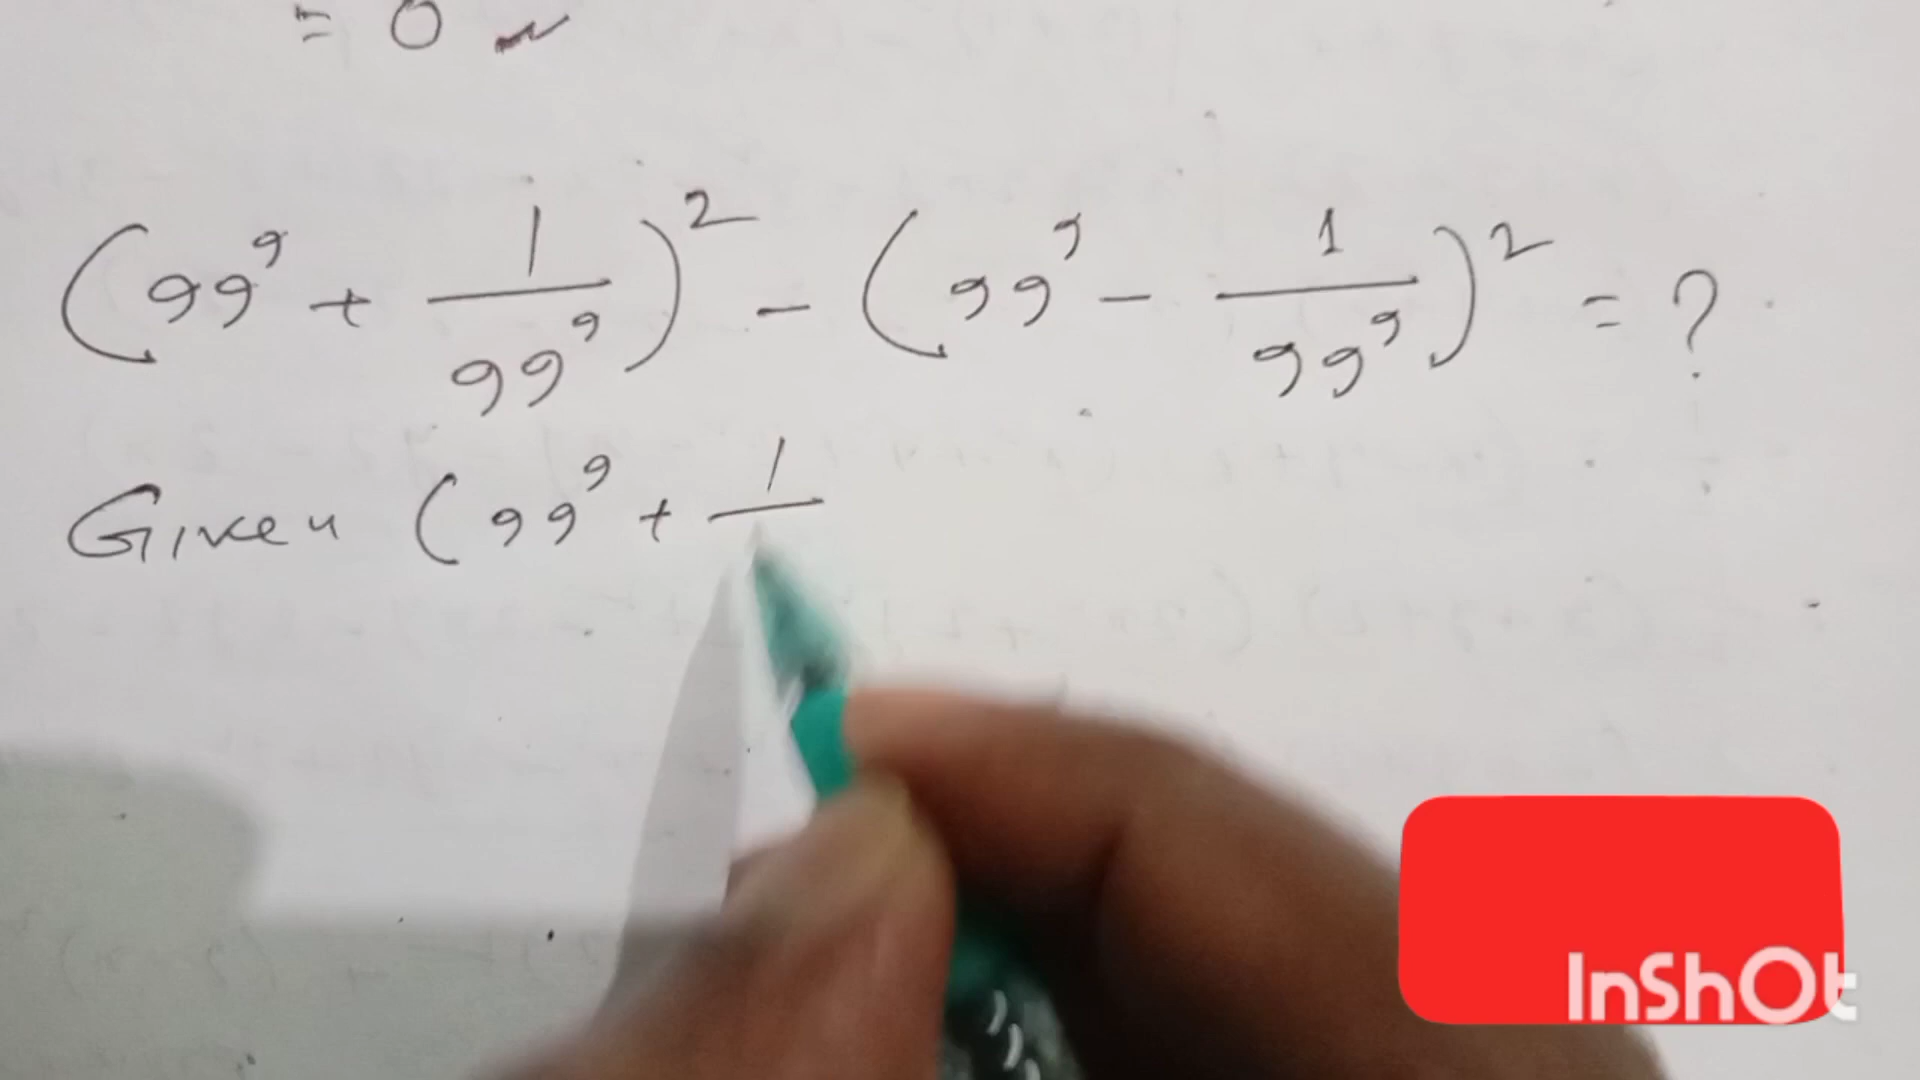 = 0
(99⁹ + 1/99⁹)² - (99⁹ - 1/99⁹)² = ?
Given (99⁹ + 1/
InShOt